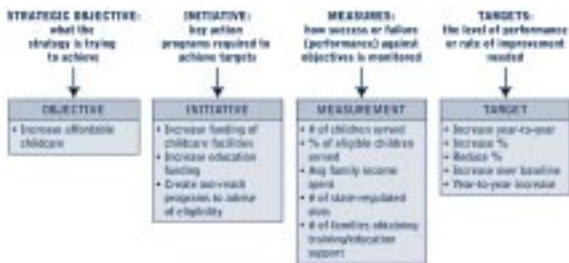 STRATEGIC OBJECTIVE:
what the
strategy is trying
to achieve
INITIATIVE:
key action
programs required to
achieve targets
MEASURES:
how success or failure
(performance) against
objectives is monitored
TARGETS:
the level of performance
or rate of improvement
needed
OBJECTIVE
• Increase affordable
childcare
INITIATIVE
• Increase funding of
childcare facilities
• Increase education
funding
• Create out-reach
programs to advise
of eligibility
MEASUREMENT
• # of children served
• % of eligible children
served
• Avg family income
spent
• # of state-regulated
• # of families obtaining
training/education
support
TARGET
• Increase year-to-year
• Increase %
• Reduce %
• Increase over baseline
• Year-to-year increase